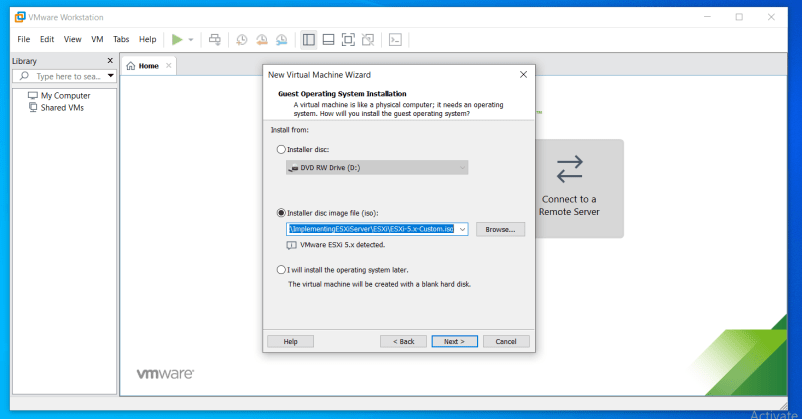 VMware Workstation
File Edit View VM Tabs Help
Library
Type here to sea...
My Computer
Shared VMs
Home
New Virtual Machine Wizard
Guest Operating System Installation
A virtual machine is like a physical computer; it needs an operating
system. How will you install the guest operating system?
Install from:
Installer disc:
DVD RW Drive (D:)
Installer disc image file (iso):
\ImplementingESXiServer\ESXi\ESXi-5.x-Custom.iso
Browse...
VMware ESXi 5.x detected.
I will install the operating system later.
The virtual machine will be created with a blank hard disk.
Help
< Back
Next >
Cancel
™
Connect to a
Remote Server
vmware®
Activate